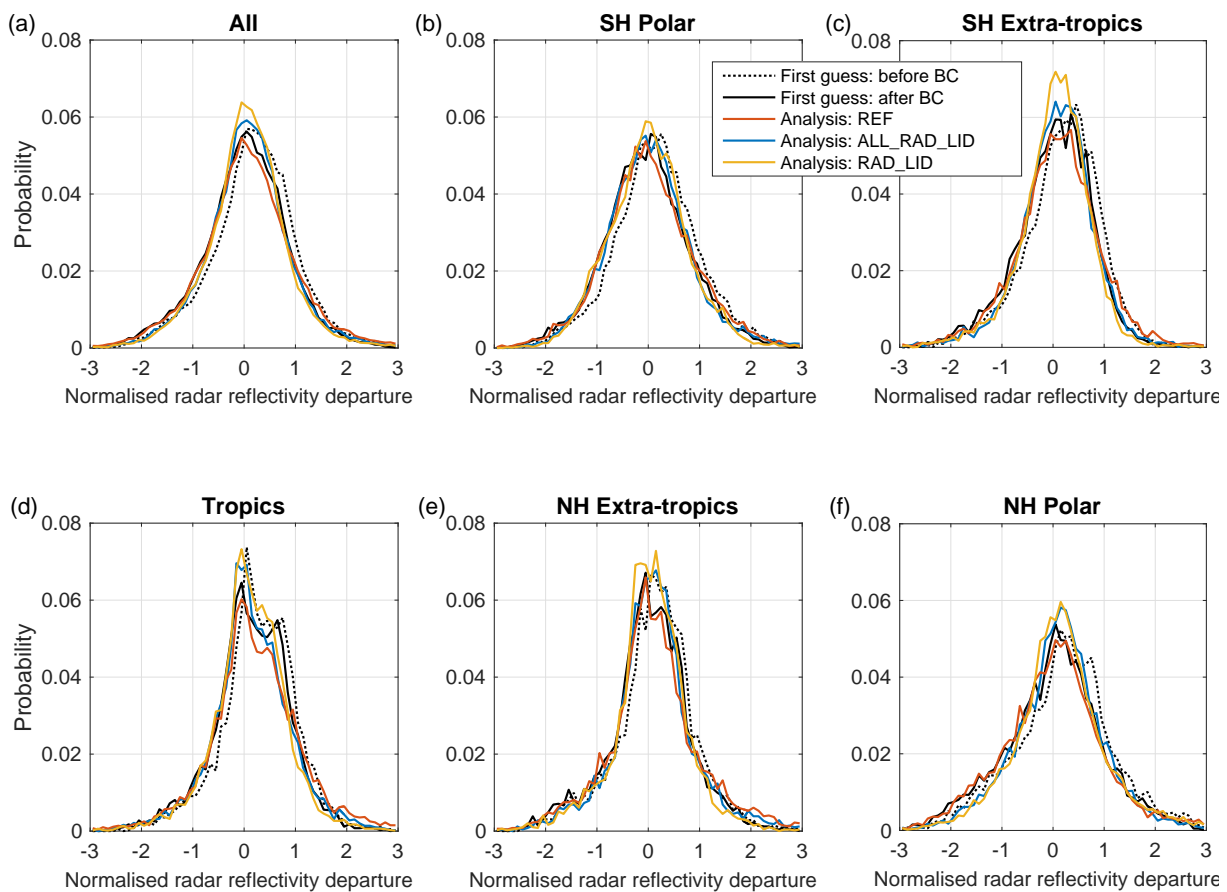 (a) All
(b) SH Polar
(c) SH Extra-tropics
First guess: before BC
First guess: after BC
Analysis: REF
Analysis: ALL_RAD_LID
Analysis: RAD_LID
Probability
0.08
0.06
0.04
0.02
0
-3 -2 -1 0 1 2 3
Normalised radar reflectivity departure
0.08
0.06
0.04
0.02
0
-3 -2 -1 0 1 2 3
Normalised radar reflectivity departure
0.08
0.06
0.04
0.02
0
-3 -2 -1 0 1 2 3
Normalised radar reflectivity departure
(d) Tropics
(e) NH Extra-tropics
(f) NH Polar
Probability
0.08
0.06
0.04
0.02
0
-3 -2 -1 0 1 2 3
Normalised radar reflectivity departure
0.08
0.06
0.04
0.02
0
-3 -2 -1 0 1 2 3
Normalised radar reflectivity departure
0.08
0.06
0.04
0.02
0
-3 -2 -1 0 1 2 3
Normalised radar reflectivity departure